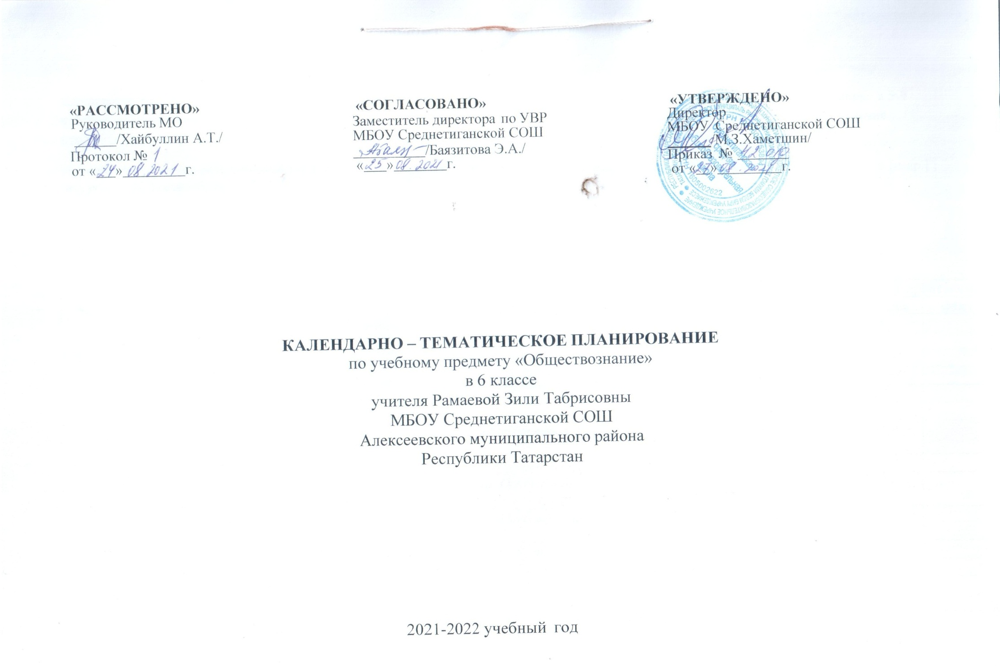 «РАССМОТРЕНО»
Руководитель МО
/Хайбуллин А.Т./
Протокол № 1
от «24» 08 2021 г.
«СОГЛАСОВАНО»
Заместитель директора по УВР
МБОУ Среднетиганской СОШ
/Баязитова Э.А./
«25» 08. 2021 г.
«УТВЕРЖДЕНО»
Директор
МБОУ Среднетиганской СОШ
/М.З.Хаметшин/
Приказ № 42
от «27» 08. 2021 г.
1605002622
КАЛЕНДАРНО – ТЕМАТИЧЕСКОЕ ПЛАНИРОВАНИЕ
по учебному предмету «Обществознание»
в 6 классе
учителя Рамаевой Зили Табрисовны
МБОУ Среднетиганской СОШ
Алексеевского муниципального района
Республики Татарстан
2021-2022 учебный год